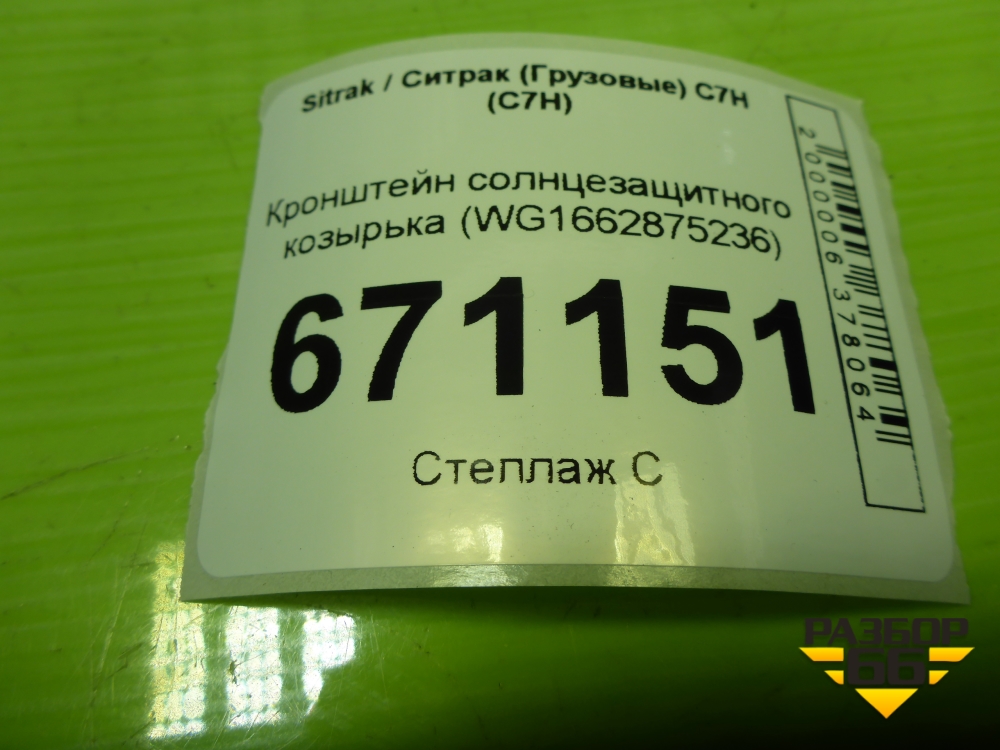 Sitrak / Ситрак (Грузовые) C7H
(C7H)
Кронштейн солнцезащитного
козырька (WG1662875236)
671151
Стеллаж С
2000006378064
РАЗБОР
66